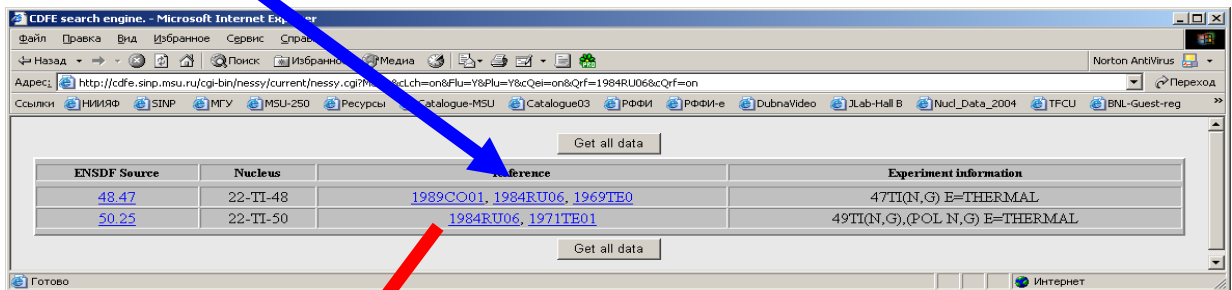 CDFE search engine. - Microsoft Internet Explorer
Файл Правка Вид Избранное Сервис
Назад Поиск Медиа Norton AntiVirus
Адрес: http://cdfe.sinp.msu.ru/cgi-bin/nessy/current/nessy.cgi? &cLch=on&Flu=Y&Plu=Y&cQei=on&Qrf=1984RU06&cQrf=on Переход
Ссылки НИИЯФ SINP МГУ MSU-250 Ресурсы Catalogue-MSU Catalogue03 РФФИ РФФИ-е DubnaVideo JLab-Hall B Nucl_Data_2004 TFCU BNL-Guest-reg »
Get all data
ENSDF Source Nucleus Reference Experiment information
48.47 22-TI-48 1989CO01, 1984RU06, 1969TE0 47TI(N,G) E=THERMAL
50.25 22-TI-50 1984RU06, 1971TE01 49TI(N,G),(POL N,G) E=THERMAL
Get all data
Готово Интернет